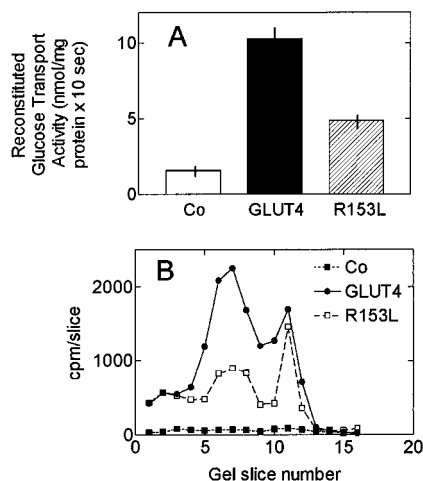 A
Reconstituted
Glucose Transport
Activity (nmol/mg
protein x 10 sec)
10
5
0
Co GLUT4 R153L
B
Co
GLUT4
R153L
cpm/slice
2000
1000
0
0 5 10 15 20
Gel slice number